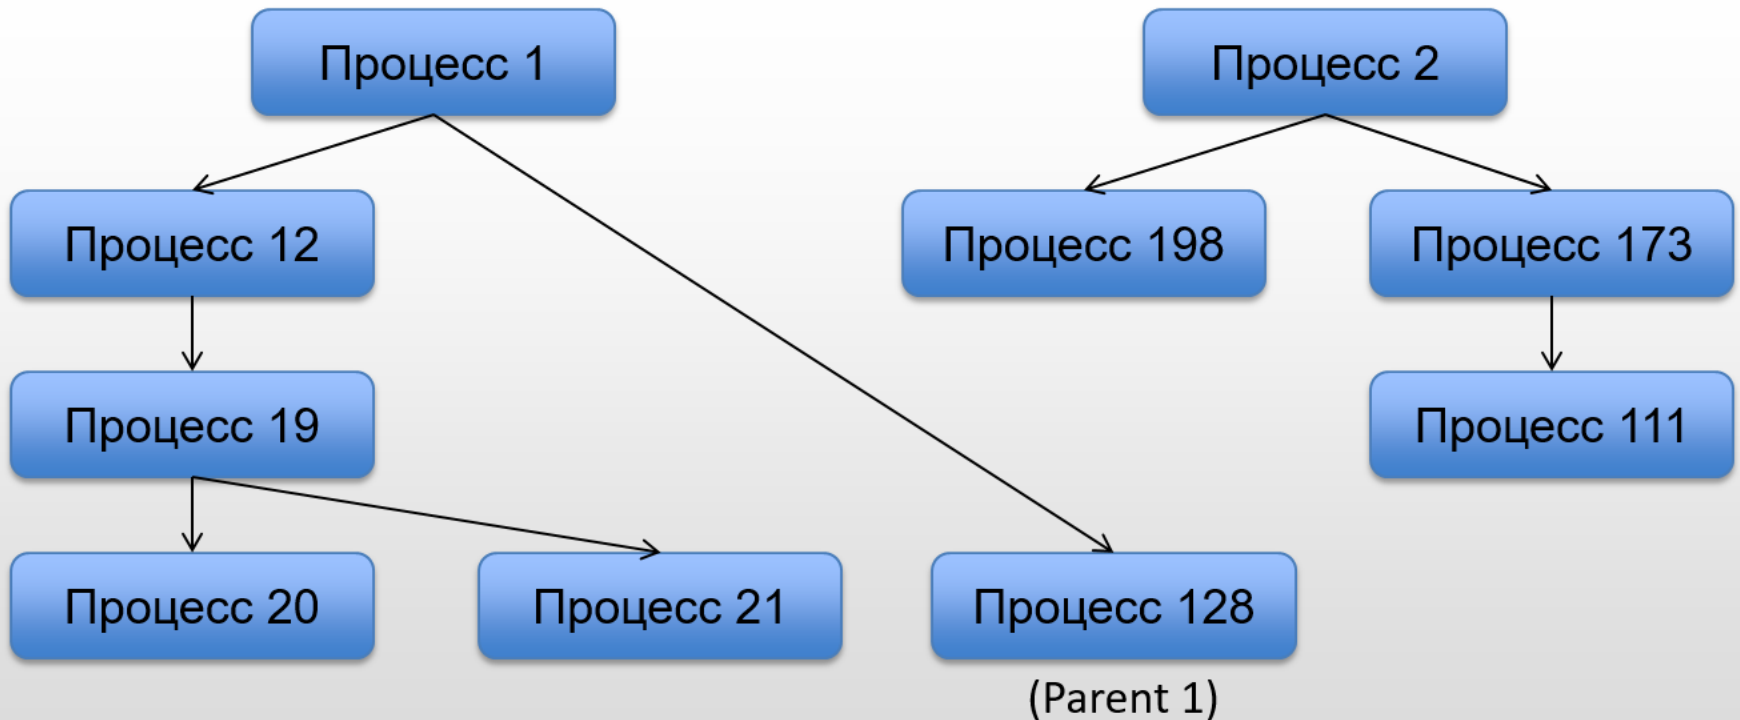 Процесс 1
Процесс 2
Процесс 12
Процесс 198
Процесс 173
Процесс 19
Процесс 111
Процесс 20
Процесс 21
Процесс 128
(Parent 1)